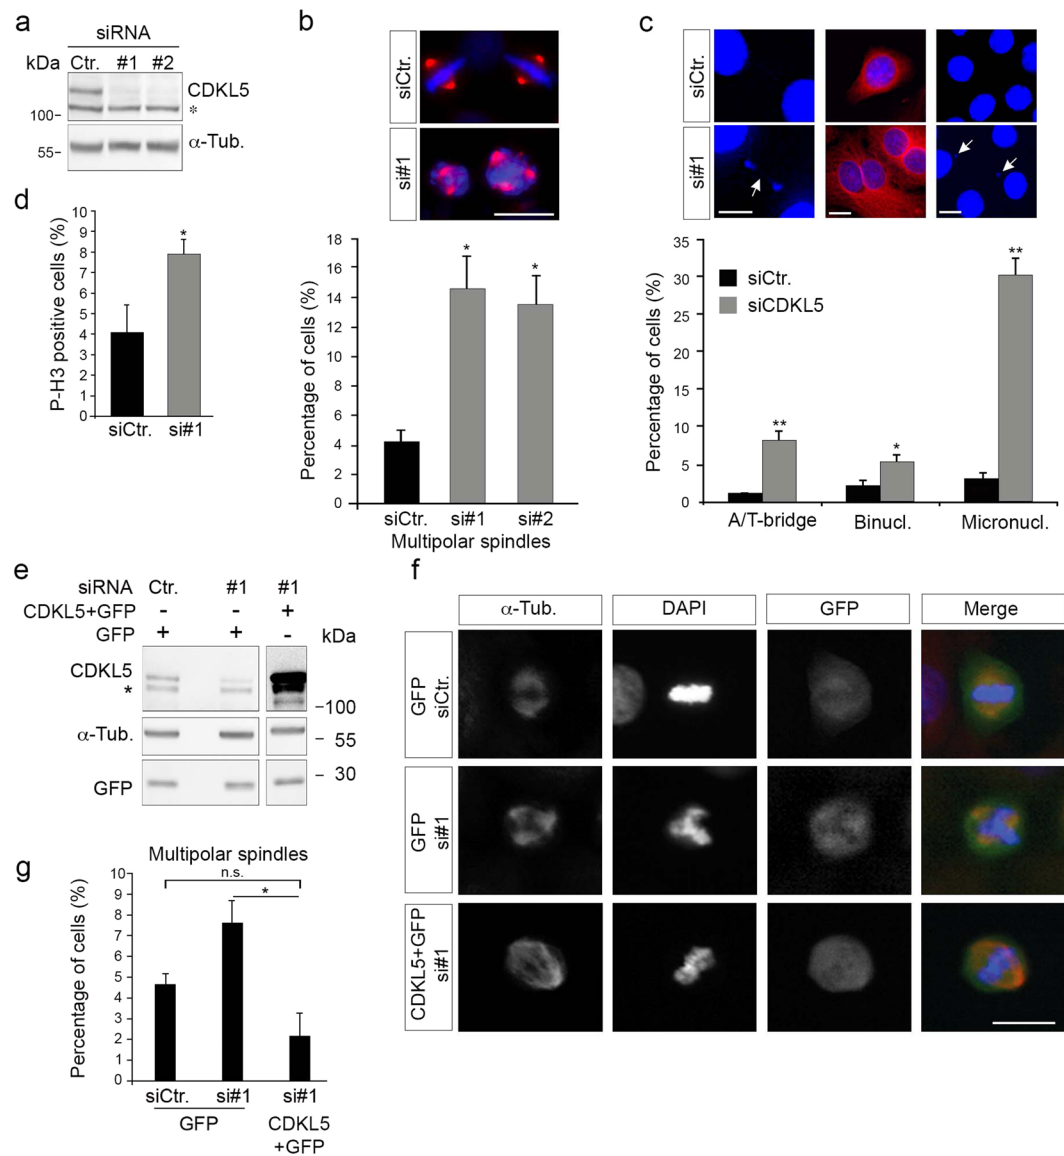 a
siRNA
kDa Ctr. #1 #2
CDKL5
*
100
α-Tub.
55
b
siCtr.
si#1
Percentage of cells (%)
18
16
14
12
10
8
6
4
2
0
*
*
siCtr. si#1 si#2
Multipolar spindles
c
siCtr.
si#1
Percentage of cells (%)
35
30
25
20
15
10
5
0
siCtr.
siCDKL5
**
*
**
A/T-bridge Binucl. Micronucl.
d
P-H3 positive cells (%)
10
9
8
7
6
5
4
3
2
1
0
*
siCtr. si#1
e
siRNA Ctr. #1 #1
CDKL5+GFP - - +
GFP + + -
kDa
CDKL5
*
100
α-Tub.
55
30
GFP
f
α-Tub. DAPI GFP Merge
GFP
siCtr.
GFP
si#1
CDKL5+GFP
si#1
g
Multipolar spindles
n.s.
*
Percentage of cells (%)
10
9
8
7
6
5
4
3
2
1
0
siCtr. si#1 si#1
GFP CDKL5
+GFP